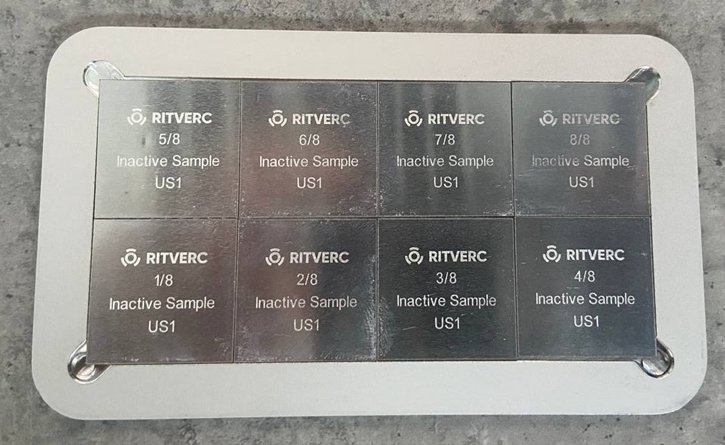 RITVERC
5/8
Inactive Sample
US1
RITVERC
6/8
Inactive Sample
US1
RITVERC
7/8
Inactive Sample
US1
RITVERC
8/8
Inactive Sample
US1
RITVERC
1/8
Inactive Sample
US1
RITVERC
2/8
Inactive Sample
US1
RITVERC
3/8
Inactive Sample
US1
RITVERC
4/8
Inactive Sample
US1